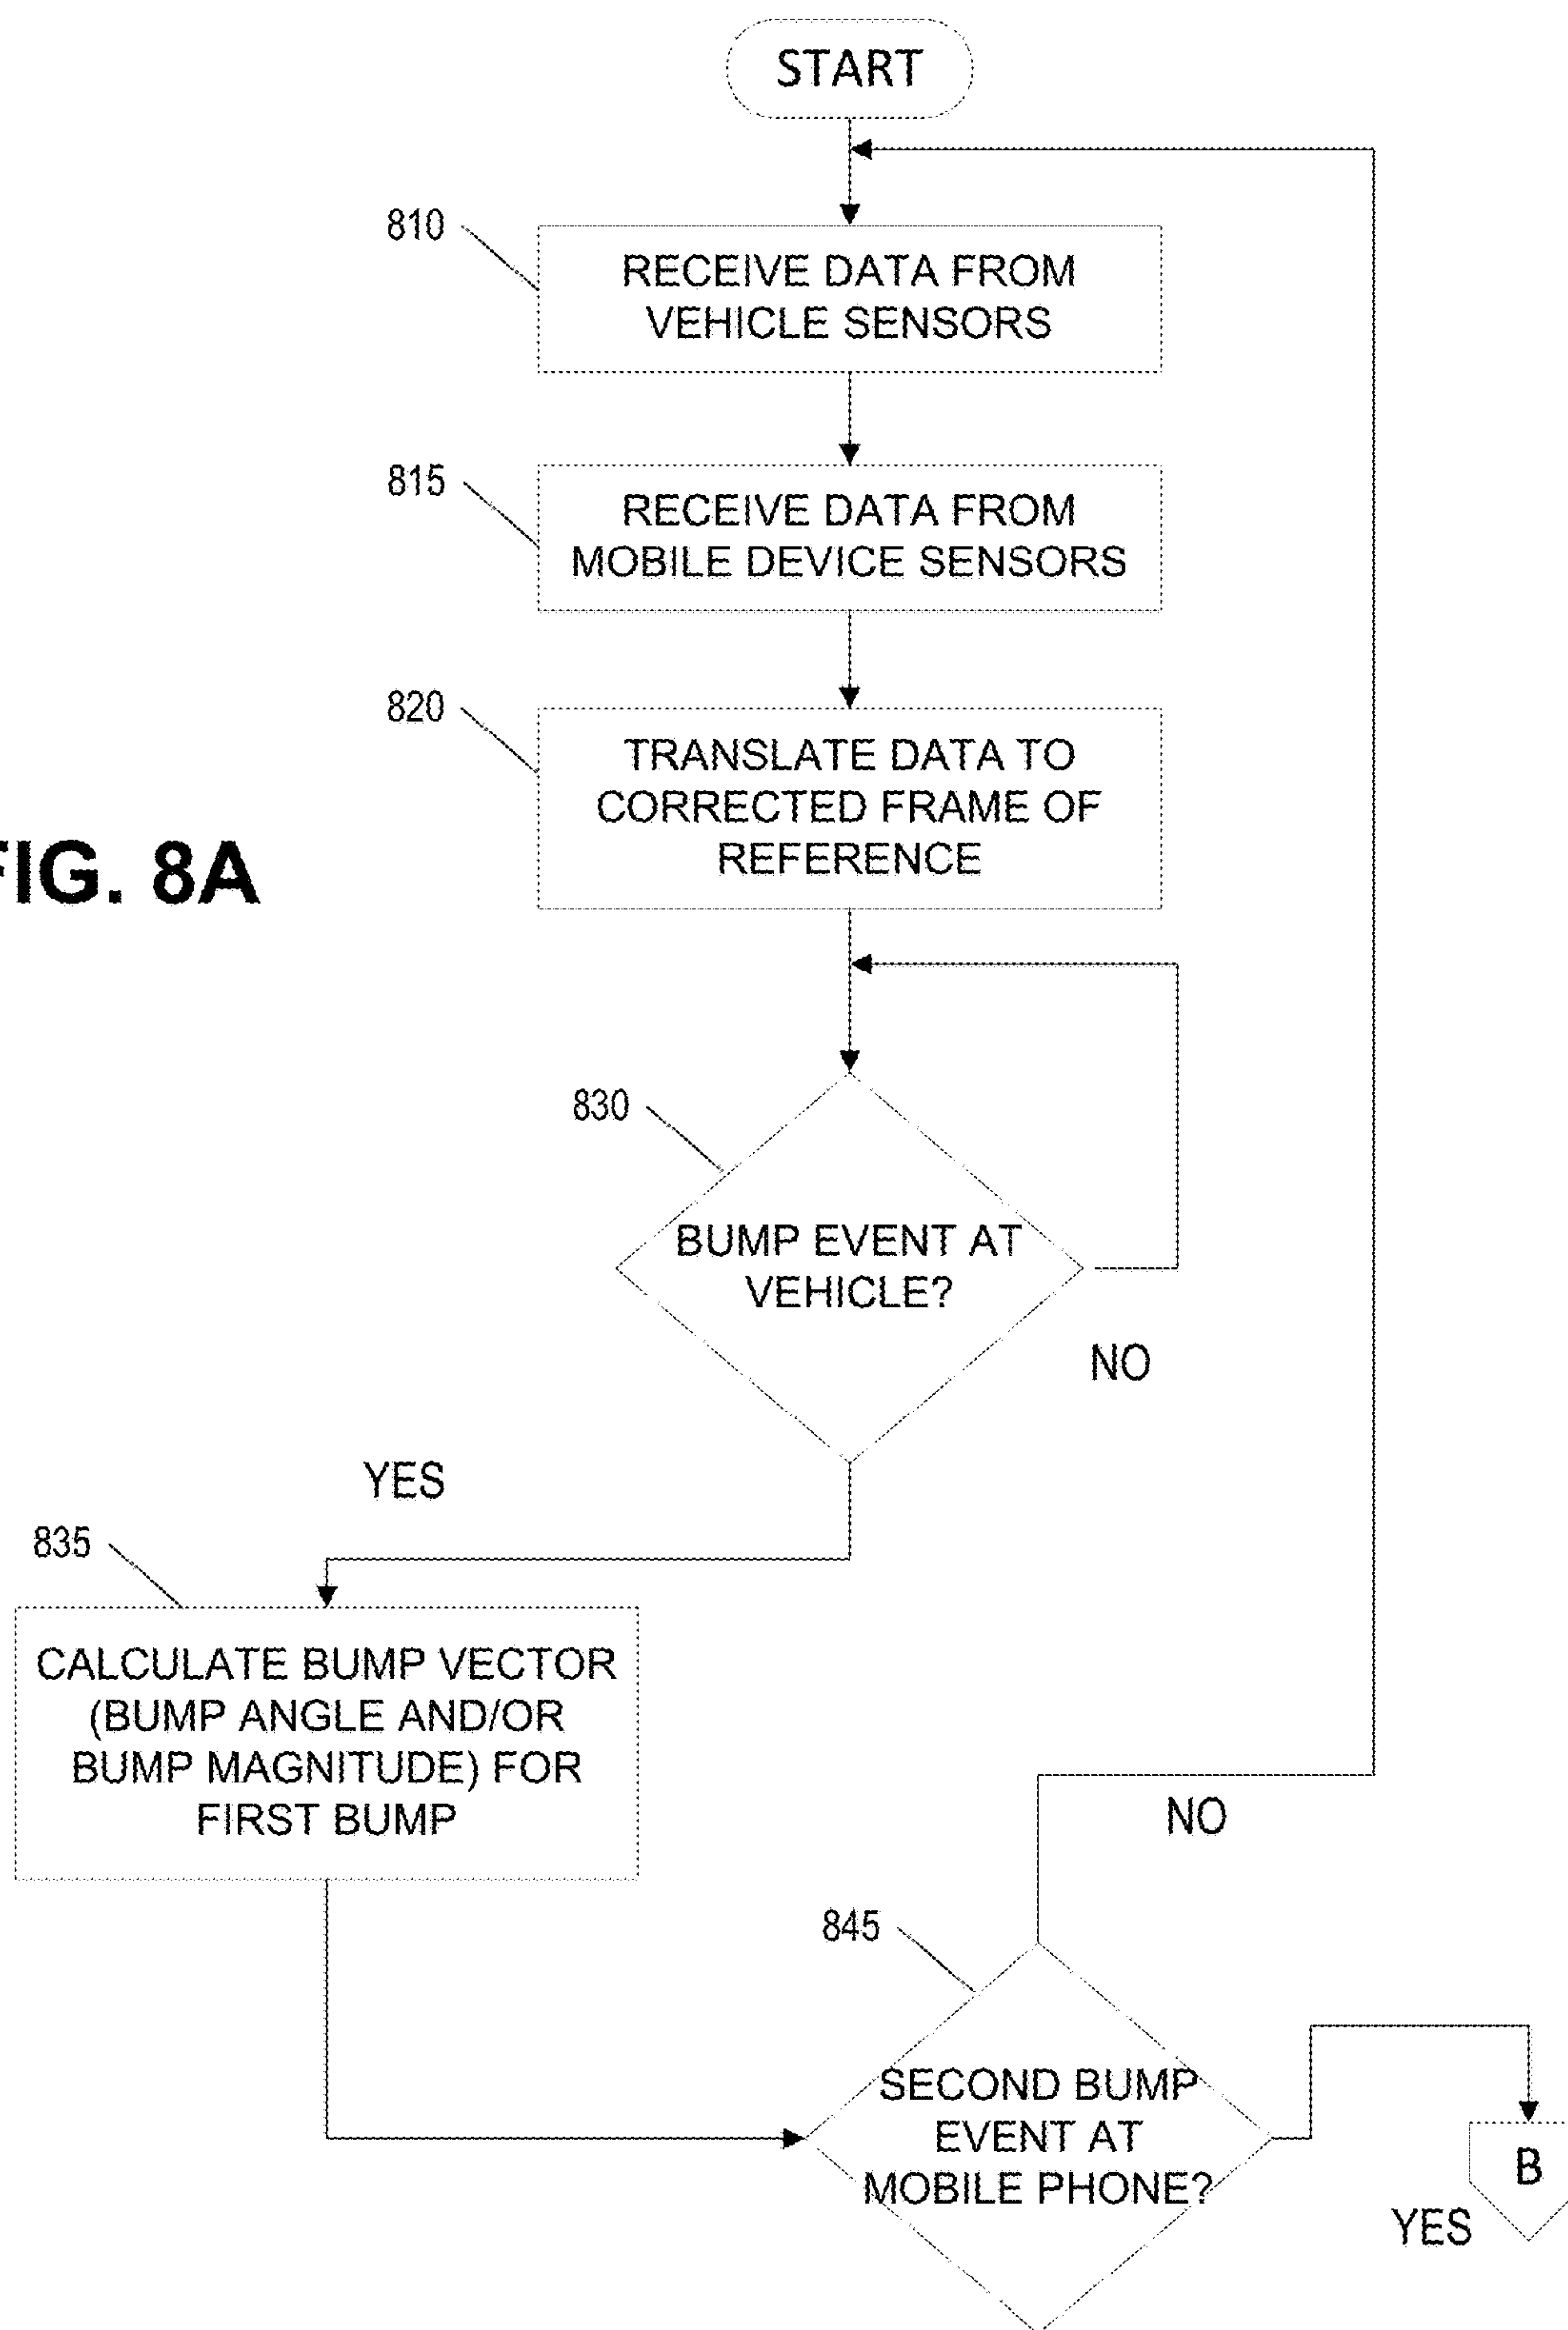 START
810
RECEIVE DATA FROM
VEHICLE SENSORS
815
RECEIVE DATA FROM
MOBILE DEVICE SENSORS
820
TRANSLATE DATA TO
CORRECTED FRAME OF
REFERENCE
FIG. 8A
830
BUMP EVENT AT
VEHICLE?
NO
YES
835
CALCULATE BUMP VECTOR
(BUMP ANGLE AND/OR
BUMP MAGNITUDE) FOR
FIRST BUMP
NO
845
SECOND BUMP
EVENT AT
MOBILE PHONE?
B
YES